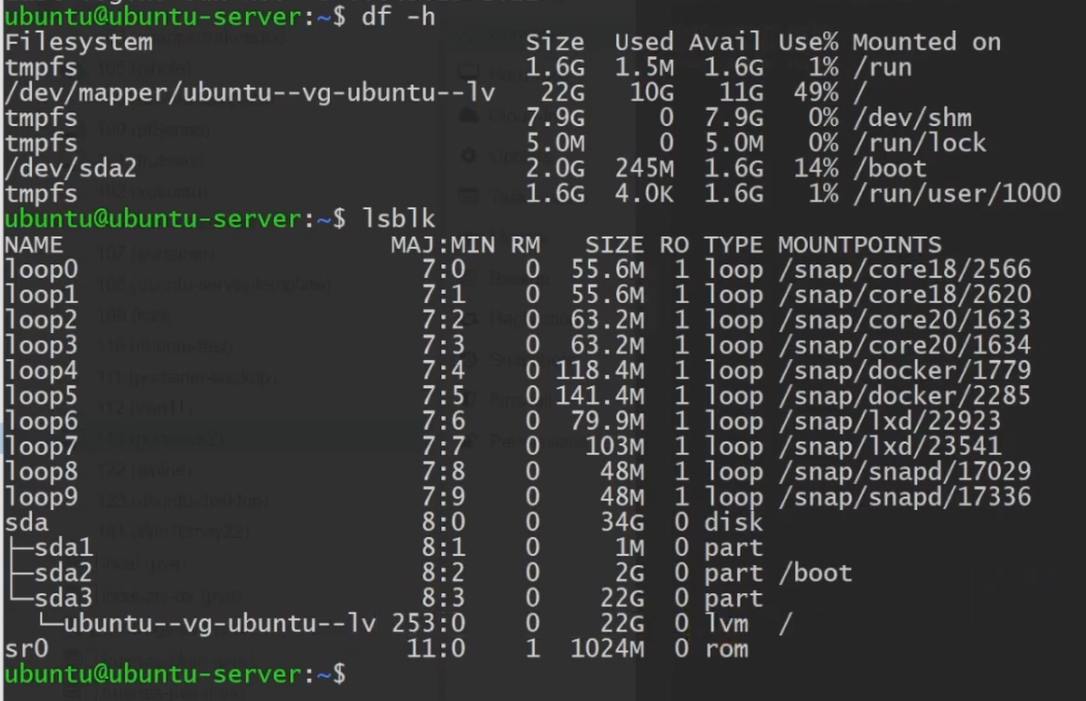 ubuntu@ubuntu-server:~$ df -h
Filesystem Size Used Avail Use% Mounted on
tmpfs 1.6G 1.5M 1.6G 1% /run
/dev/mapper/ubuntu--vg-ubuntu--lv 22G 10G 11G 49% /
tmpfs 7.9G 0 7.9G 0% /dev/shm
tmpfs 5.0M 0 5.0M 0% /run/lock
/dev/sda2 2.0G 245M 1.6G 14% /boot
tmpfs 1.6G 4.0K 1.6G 1% /run/user/1000
ubuntu@ubuntu-server:~$ lsblk
NAME MAJ:MIN RM SIZE RO TYPE MOUNTPOINTS
loop0 7:0 0 55.6M 1 loop /snap/core18/2566
loop1 7:1 0 55.6M 1 loop /snap/core18/2620
loop2 7:2 0 63.2M 1 loop /snap/core20/1623
loop3 7:3 0 63.2M 1 loop /snap/core20/1634
loop4 7:4 0 118.4M 1 loop /snap/docker/1779
loop5 7:5 0 141.4M 1 loop /snap/docker/2285
loop6 7:6 0 79.9M 1 loop /snap/lxd/22923
loop7 7:7 0 103M 1 loop /snap/lxd/23541
loop8 7:8 0 48M 1 loop /snap/snapd/17029
loop9 7:9 0 48M 1 loop /snap/snapd/17336
sda 8:0 0 34G 0 disk
├─sda1 8:1 0 1M 0 part
├─sda2 8:2 0 2G 0 part /boot
└─sda3 8:3 0 22G 0 part
└─ubuntu--vg-ubuntu--lv 253:0 0 22G 0 lvm /
sr0 11:0 1 1024M 0 rom
ubuntu@ubuntu-server:~$